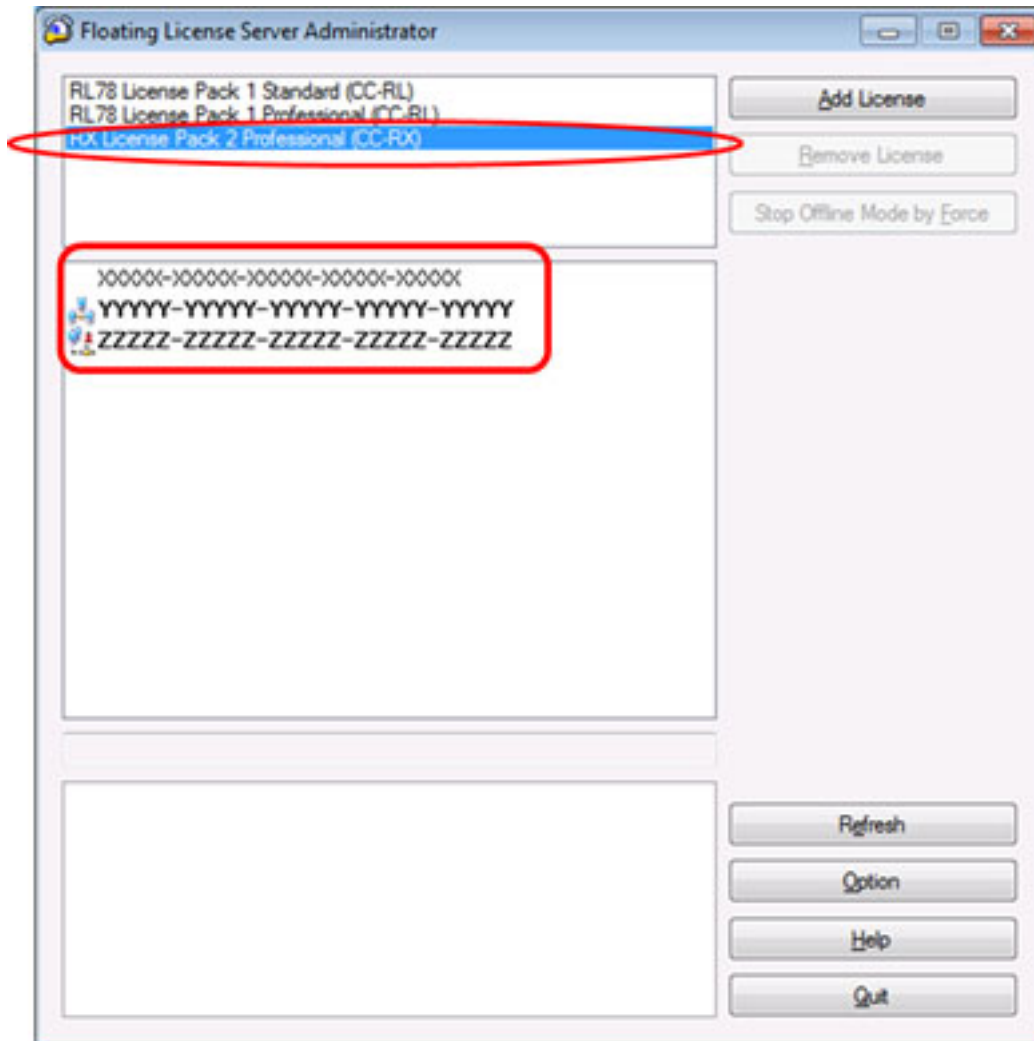 Floating License Server Administrator
RL78 License Pack 1 Standard (CC-RL)
RL78 License Pack 1 Professional (CC-RL)
RX License Pack 2 Professional (CC-RX)
XXXXX-XXXXX-XXXXX-XXXXX-XXXXX
YYYYY-YYYYY-YYYYY-YYYYY-YYYYY
ZZZZZ-ZZZZZ-ZZZZZ-ZZZZZ-ZZZZZ
Add License
Remove License
Stop Offline Mode by Force
Refresh
Option
Help
Quit